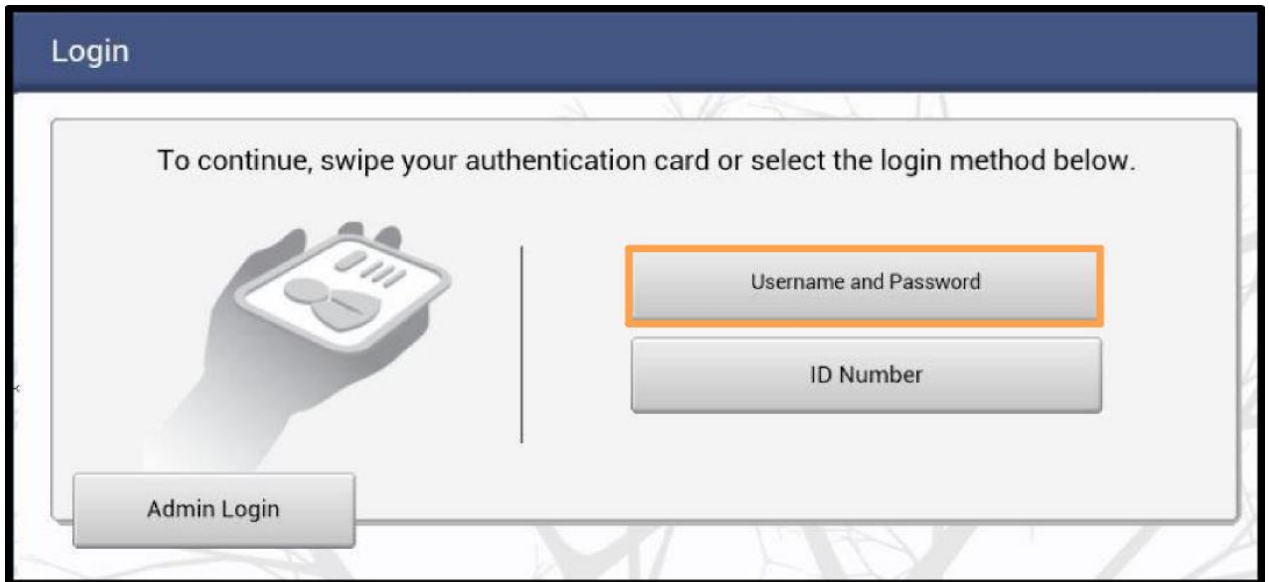 Login
To continue, swipe your authentication card or select the login method below.
Username and Password
ID Number
Admin Login